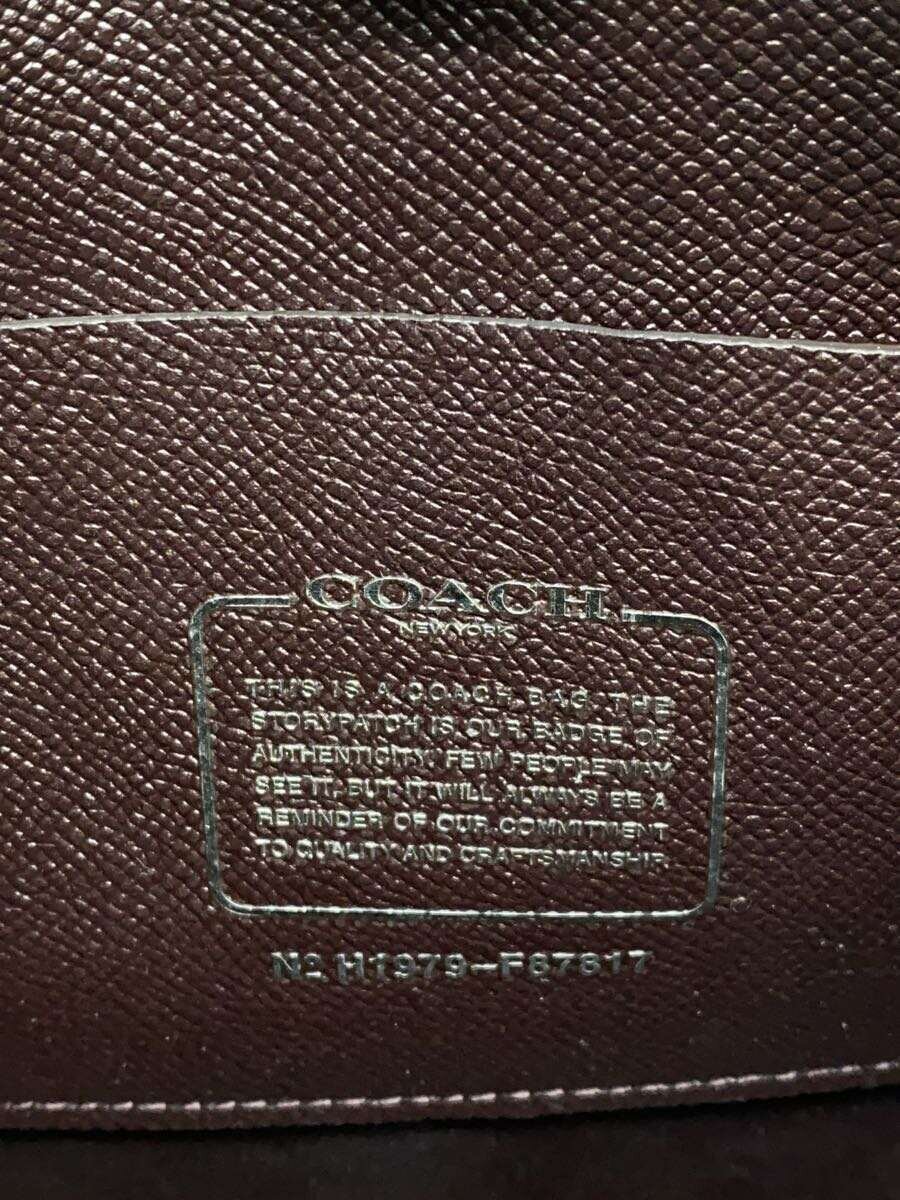 COACH
NEW YORK
THIS IS A COACH BAG. THE
STORYPATCH IS OUR BADGE OF
AUTHENTICITY. FEW PEOPLE MAY
SEE IT, BUT IT WILL ALWAYS BE A
REMINDER OF OUR COMMITMENT
TO QUALITY AND CRAFTSMANSHIP.
No H1979-F87817